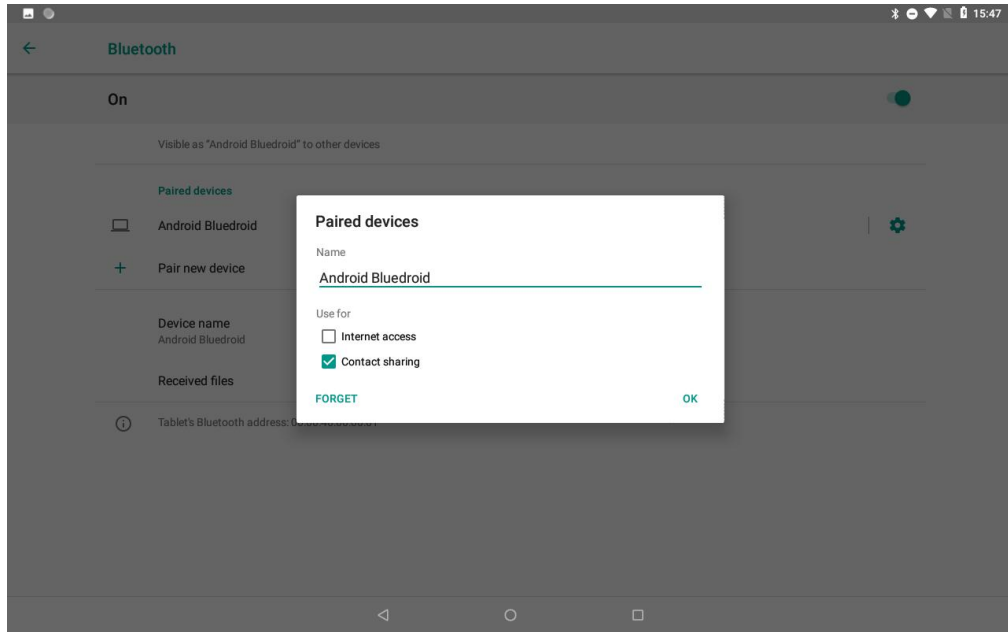 15:47
Bluetooth
On
Visible as "Android Bluedroid" to other devices
Paired devices
Android Bluedroid
Pair new device
Device name
Android Bluedroid
Received files
Tablet's Bluetooth address:
Paired devices
Name
Android Bluedroid
Use for
Internet access
Contact sharing
FORGET
OK